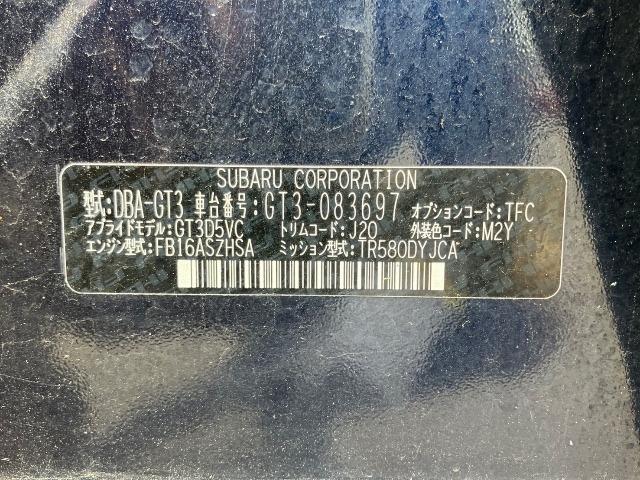 SUBARU CORPORATION
型式:DBA-GT3 車台番号:GT3-083697 オプションコード:TFC
アプライドモデル:GT3D5VC トリムコード:J20 外装色コード:M2Y
エンジン型式:FB16ASZHSA ミッション型式:TR580DYJCA